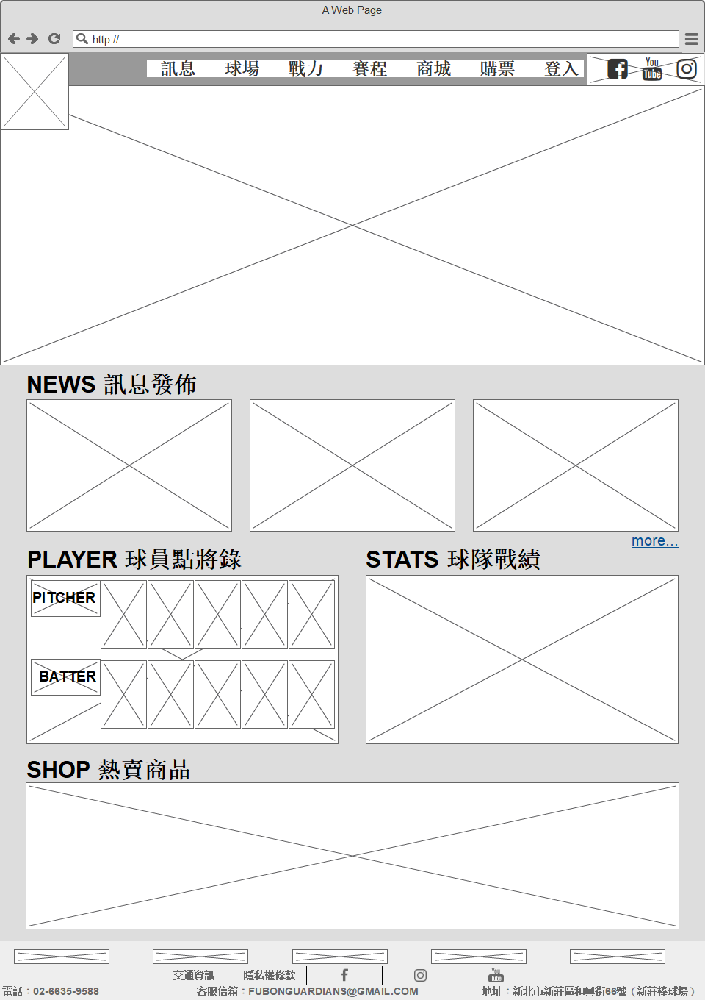 A Web Page
http://
訊息 球場 戰力 賽程 商城 購票 登入
You
Tube
NEWS 訊息發佈
more...
PLAYER 球員點將錄
STATS 球隊戰績
PITCHER
BATTER
SHOP 熱賣商品
交通資訊 隱私權條款
You
Tube
電話：02-6635-9588 客服信箱：FUBONGUARDIANS@GMAIL.COM 地址：新北市新莊區和興街66號（新莊棒球場）